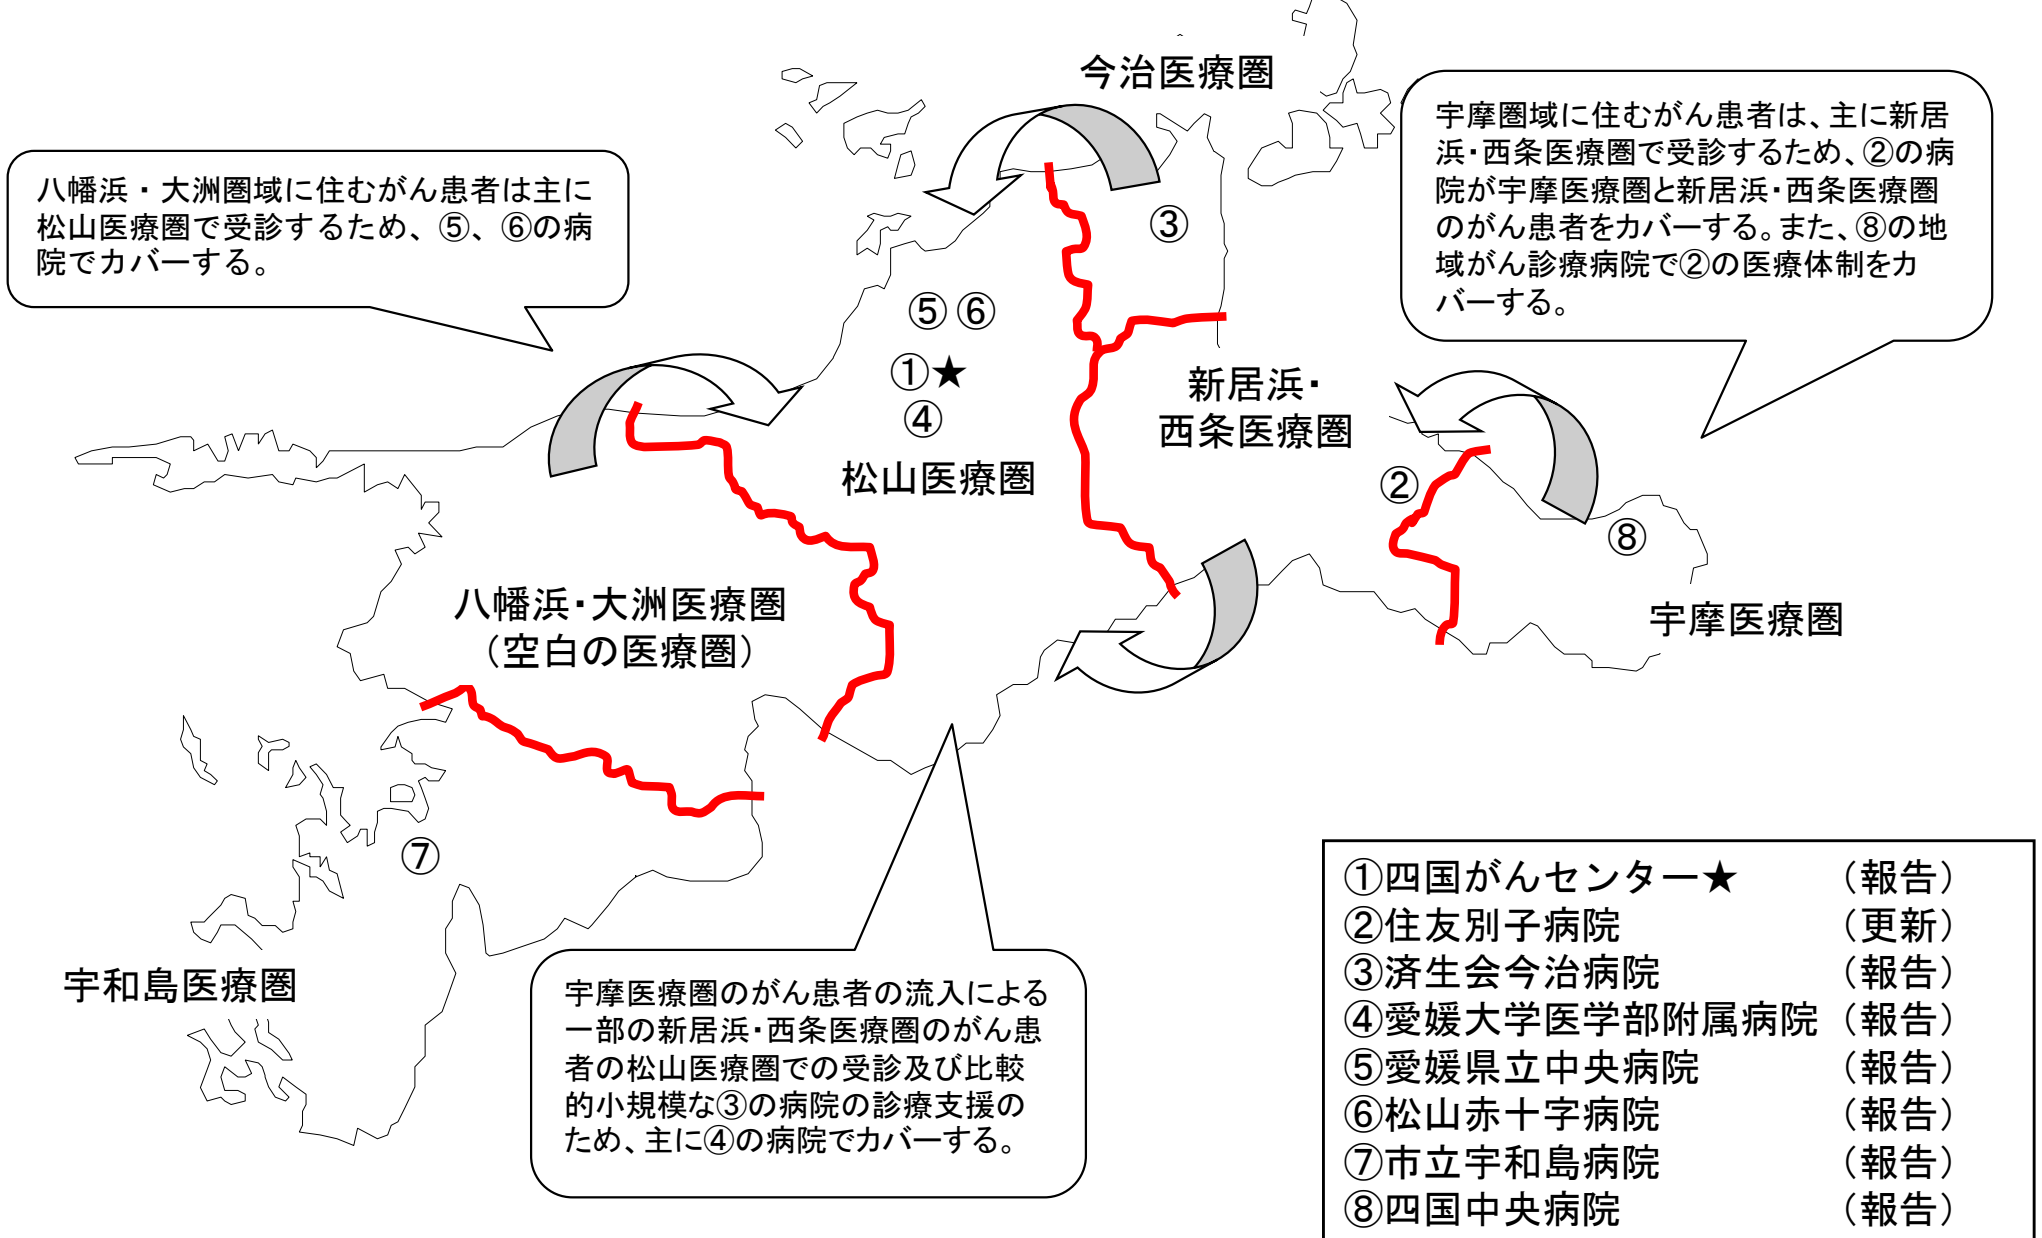 今治医療圏
宇摩圏域に住むがん患者は、主に新居
浜・西条医療圏で受診するため、②の病
院が宇摩医療圏と新居浜・西条医療圏
のがん患者をカバーする。また、⑧の地
域がん診療病院で②の医療体制をカ
バーする。
八幡浜・大洲圏域に住むがん患者は主に
松山医療圏で受診するため、⑤、⑥の病
院でカバーする。
③
⑤⑥
①★
④
松山医療圏
新居浜・
西条医療圏
②
⑧
宇摩医療圏
八幡浜・大洲医療圏
(空白の医療圏)
⑦
宇和島医療圏
宇摩医療圏のがん患者の流入による
一部の新居浜・西条医療圏のがん患
者の松山医療圏での受診及び比較
的小規模な③の病院の診療支援の
ため、主に④の病院でカバーする。
①四国がんセンター★ (報告)
②住友別子病院 (更新)
③済生会今治病院 (報告)
④愛媛大学医学部附属病院 (報告)
⑤愛媛県立中央病院 (報告)
⑥松山赤十字病院 (報告)
⑦市立宇和島病院 (報告)
⑧四国中央病院 (報告)